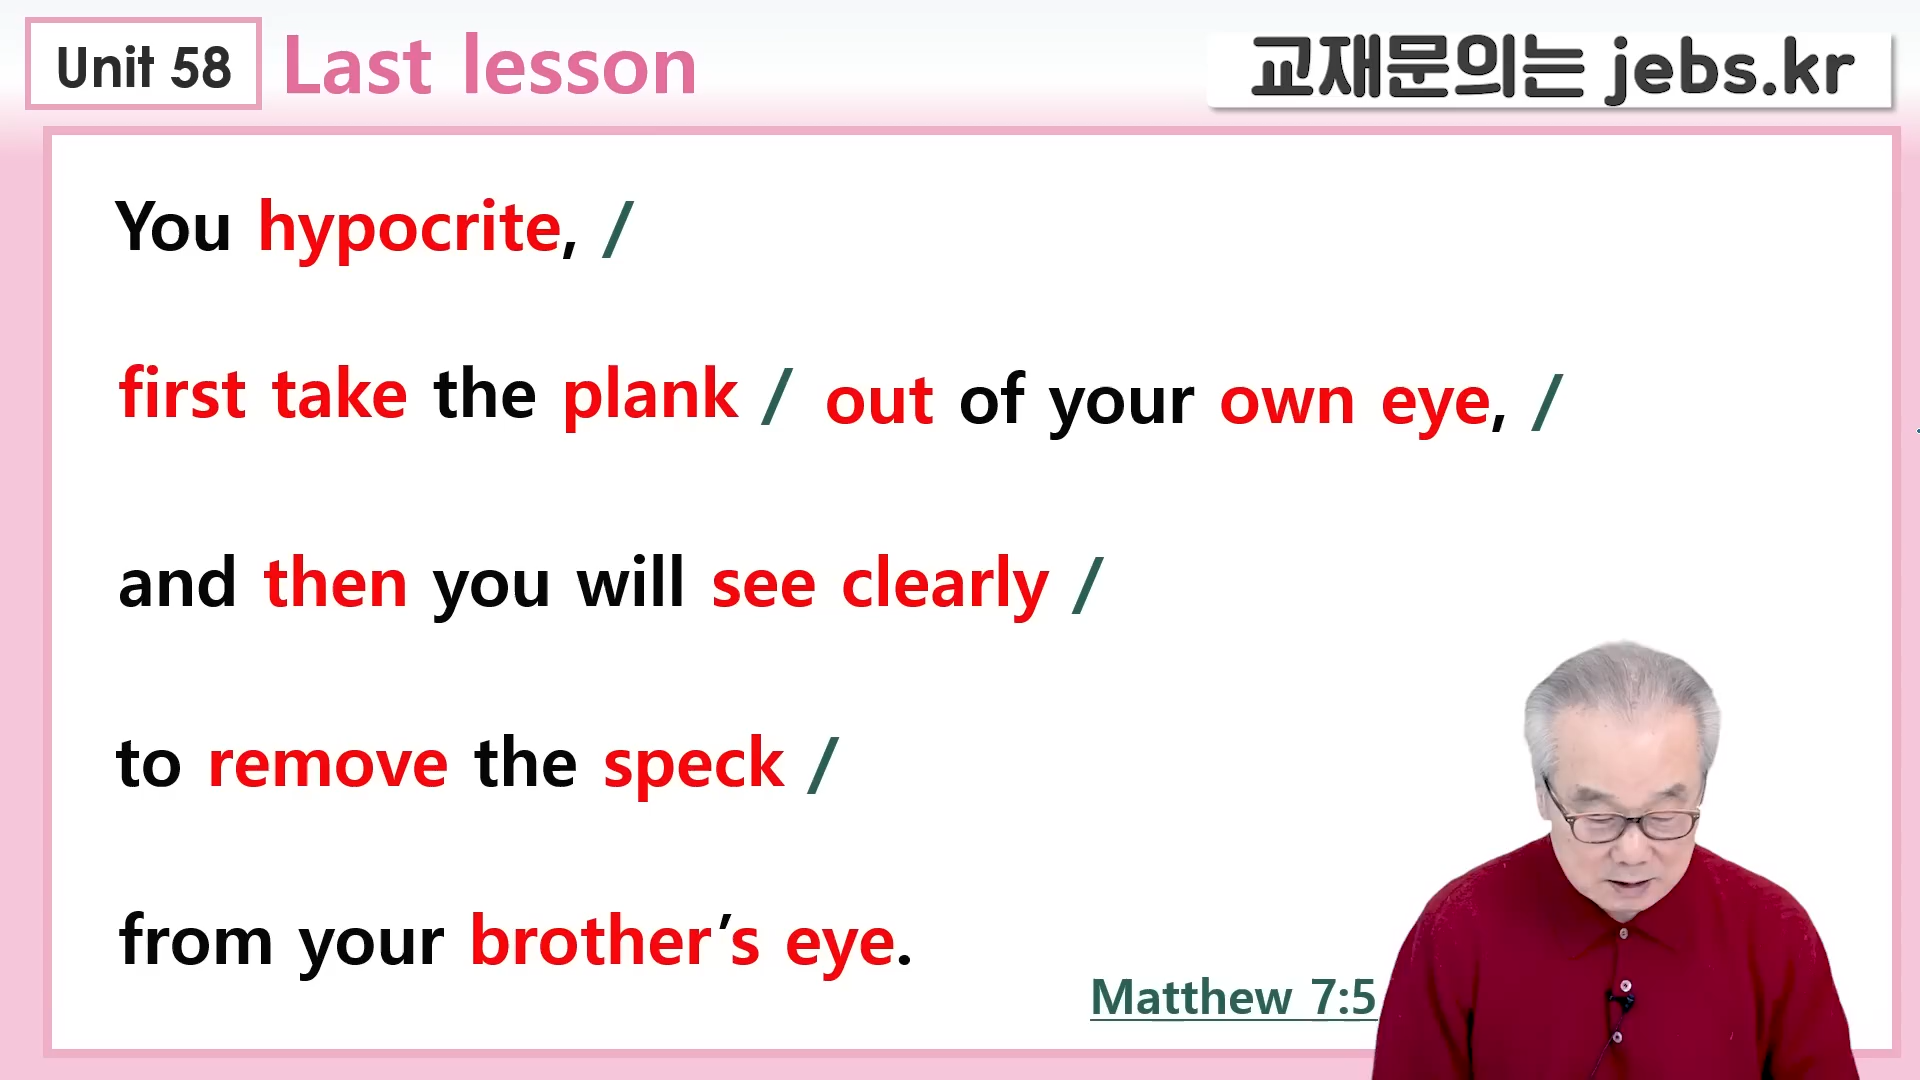 Unit 58 Last lesson
교재문의는 jebs.kr
You hypocrite, /
first take the plank / out of your own eye, /
and then you will see clearly /
to remove the speck /
from your brother’s eye.
Matthew 7:5